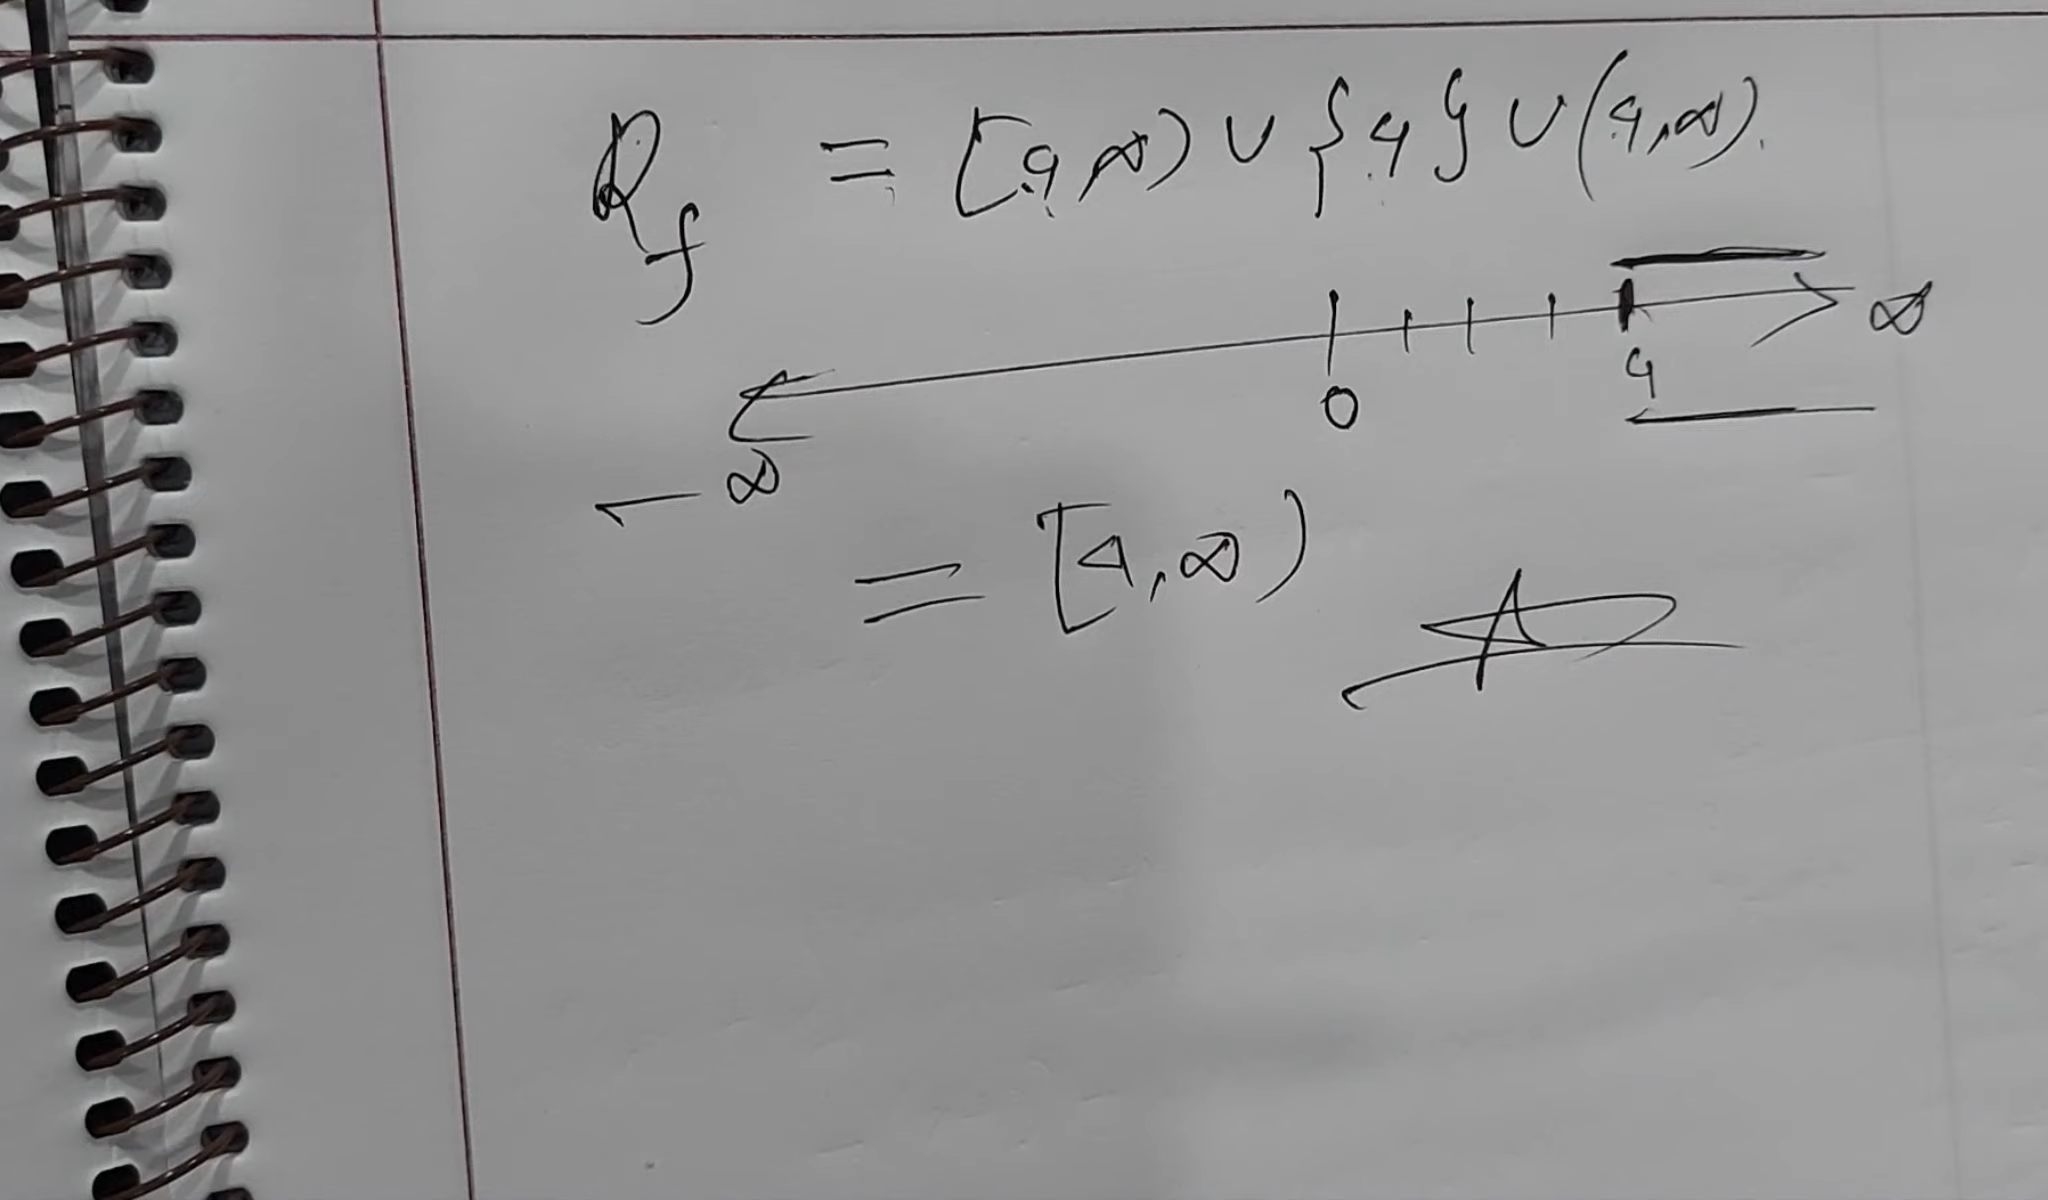 R_f = [4, ∞) ∪ {4} ∪ (4, ∞).
0 4 ∞
-∞
= [4, ∞)